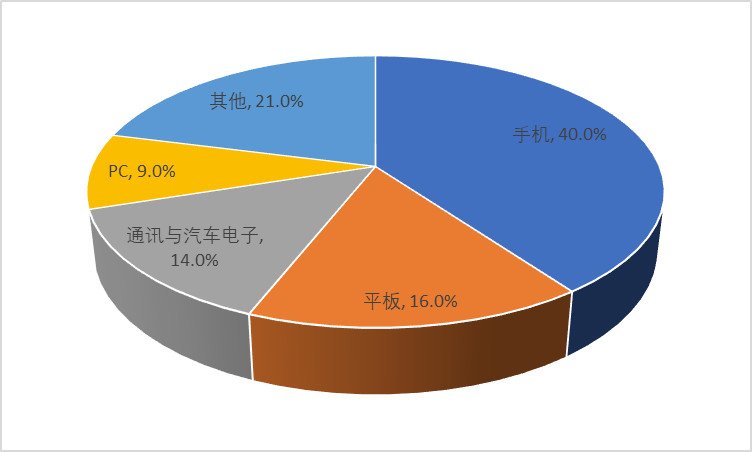 其他, 21.0%
手机, 40.0%
PC, 9.0%
通讯与汽车电子,
14.0%
平板, 16.0%